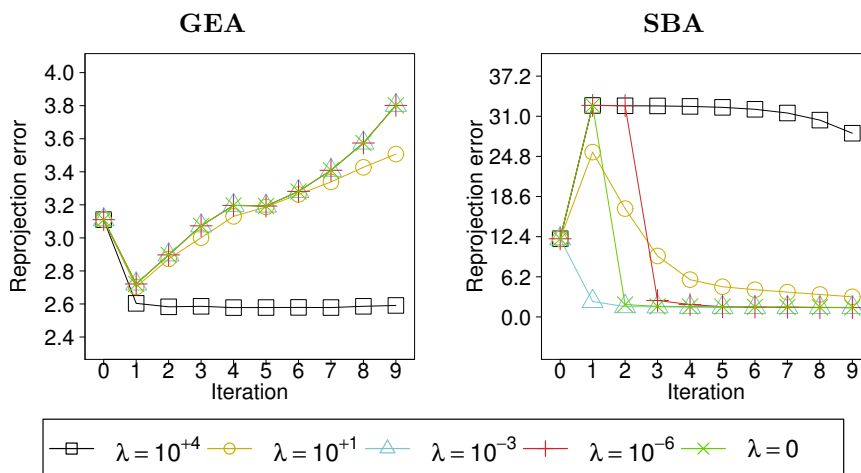 GEA
SBA
Reprojection error
4.0
3.8
3.6
3.4
3.2
3.0
2.8
2.6
2.4
0 1 2 3 4 5 6 7 8 9
Iteration
Reprojection error
37.2
31.0
24.8
18.6
12.4
6.2
0.0
0 1 2 3 4 5 6 7 8 9
Iteration
λ = 10⁺⁴ λ = 10⁺¹ λ = 10⁻³ λ = 10⁻⁶ λ = 0